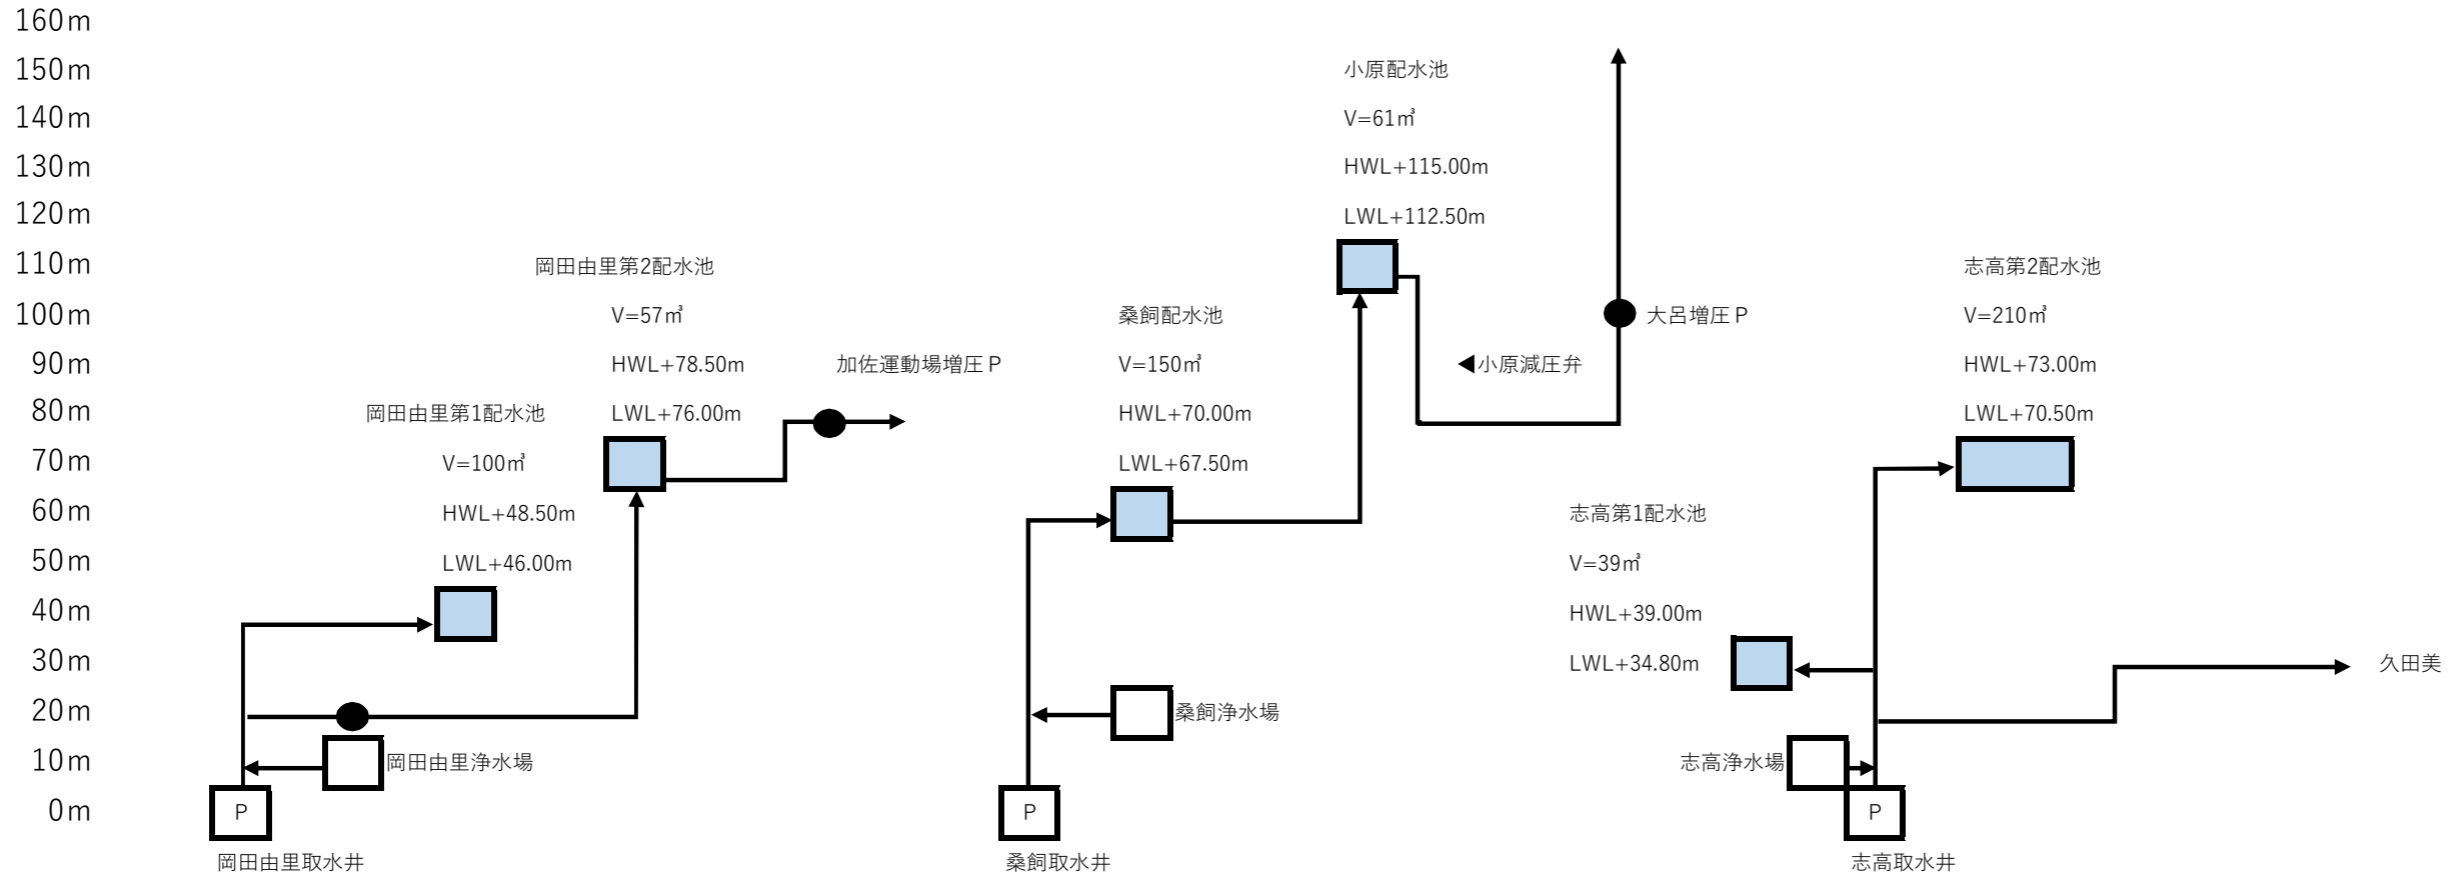 160m
150m
140m
130m
120m
110m
100m
90m
80m
70m
60m
50m
40m
30m
20m
10m
0m
岡田由里第1配水池
V=100㎥
HWL+48.50m
LWL+46.00m
岡田由里第2配水池
V=57㎥
HWL+78.50m
LWL+76.00m
加佐運動場増圧P
岡田由里浄水場
P
岡田由里取水井
桑飼配水池
V=150㎥
HWL+70.00m
LWL+67.50m
桑飼浄水場
P
桑飼取水井
小原配水池
V=61㎥
HWL+115.00m
LWL+112.50m
◀小原減圧弁
大呂増圧P
志高第1配水池
V=39㎥
HWL+39.00m
LWL+34.80m
志高第2配水池
V=210㎥
HWL+73.00m
LWL+70.50m
久田美
志高浄水場
P
志高取水井